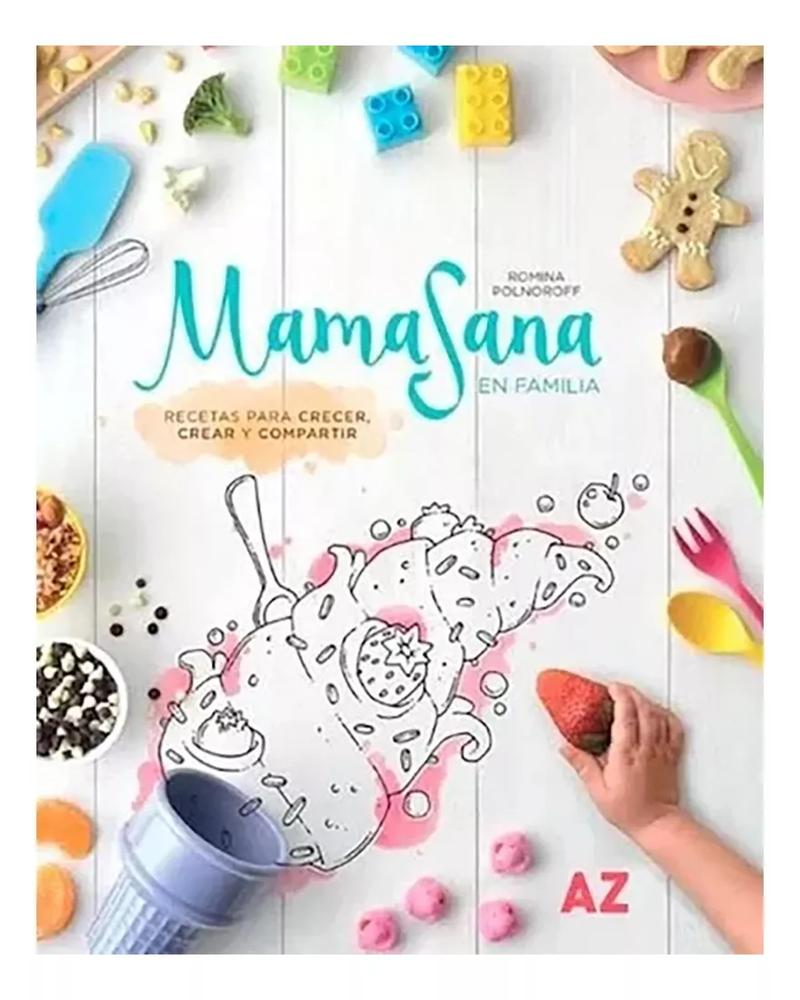 ROMINA
POLNOROFF
MamaSana
EN FAMILIA
RECETAS PARA CRECER,
CREAR Y COMPARTIR
AZ